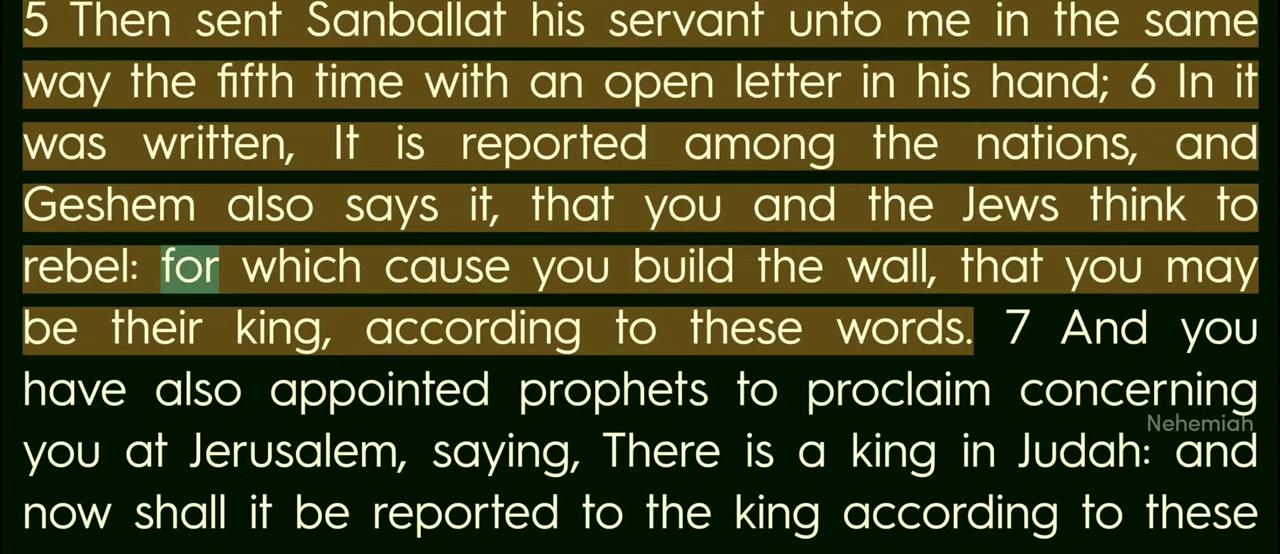 5 Then sent Sanballat his servant unto me in the same
way the fifth time with an open letter in his hand; 6 In it
was written, It is reported among the nations, and
Geshem also says it, that you and the Jews think to
rebel: for which cause you build the wall, that you may
be their king, according to these words. 7 And you
have also appointed prophets to proclaim concerning
Nehemiah
you at Jerusalem, saying, There is a king in Judah: and
now shall it be reported to the king according to these